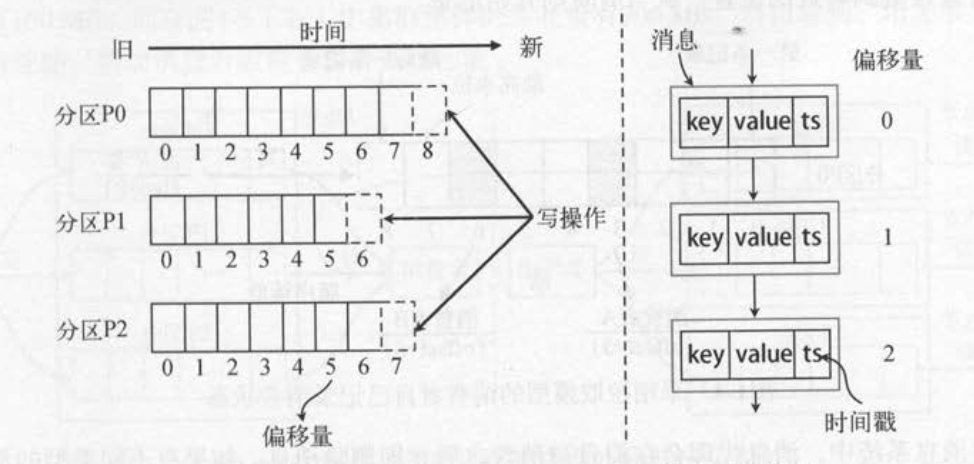 旧 时间 新
分区P0
0 1 2 3 4 5 6 7 8
分区P1
0 1 2 3 4 5 6
写操作
分区P2
0 1 2 3 4 5 6 7
偏移量
消息
偏移量
key value ts 0
key value ts 1
key value ts 2
时间戳